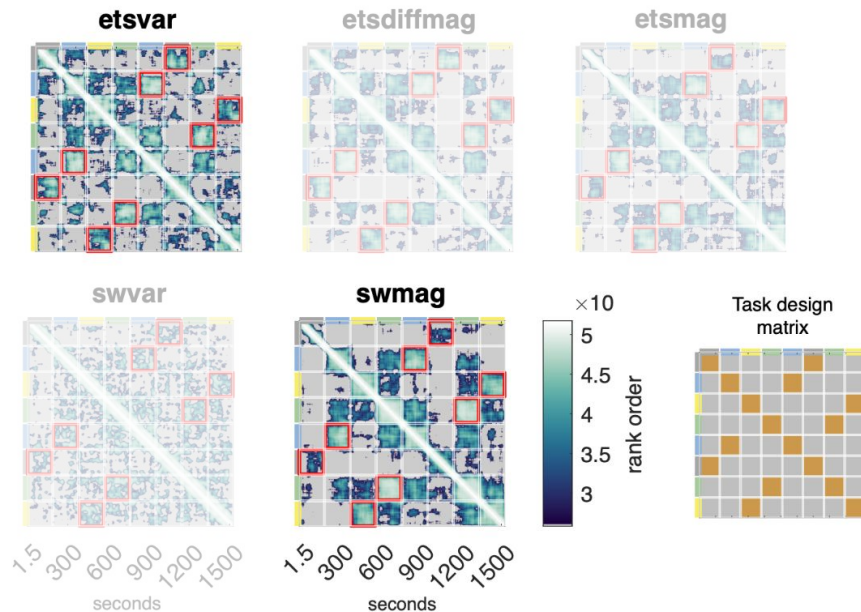 etsvar
etsdiffmag
etsmag
swvar
swmag
×10
5
4.5
4
3.5
3
rank order
Task design
matrix
1.5
300
600
900
1200
1500
seconds
1.5
300
600
900
1200
1500
seconds